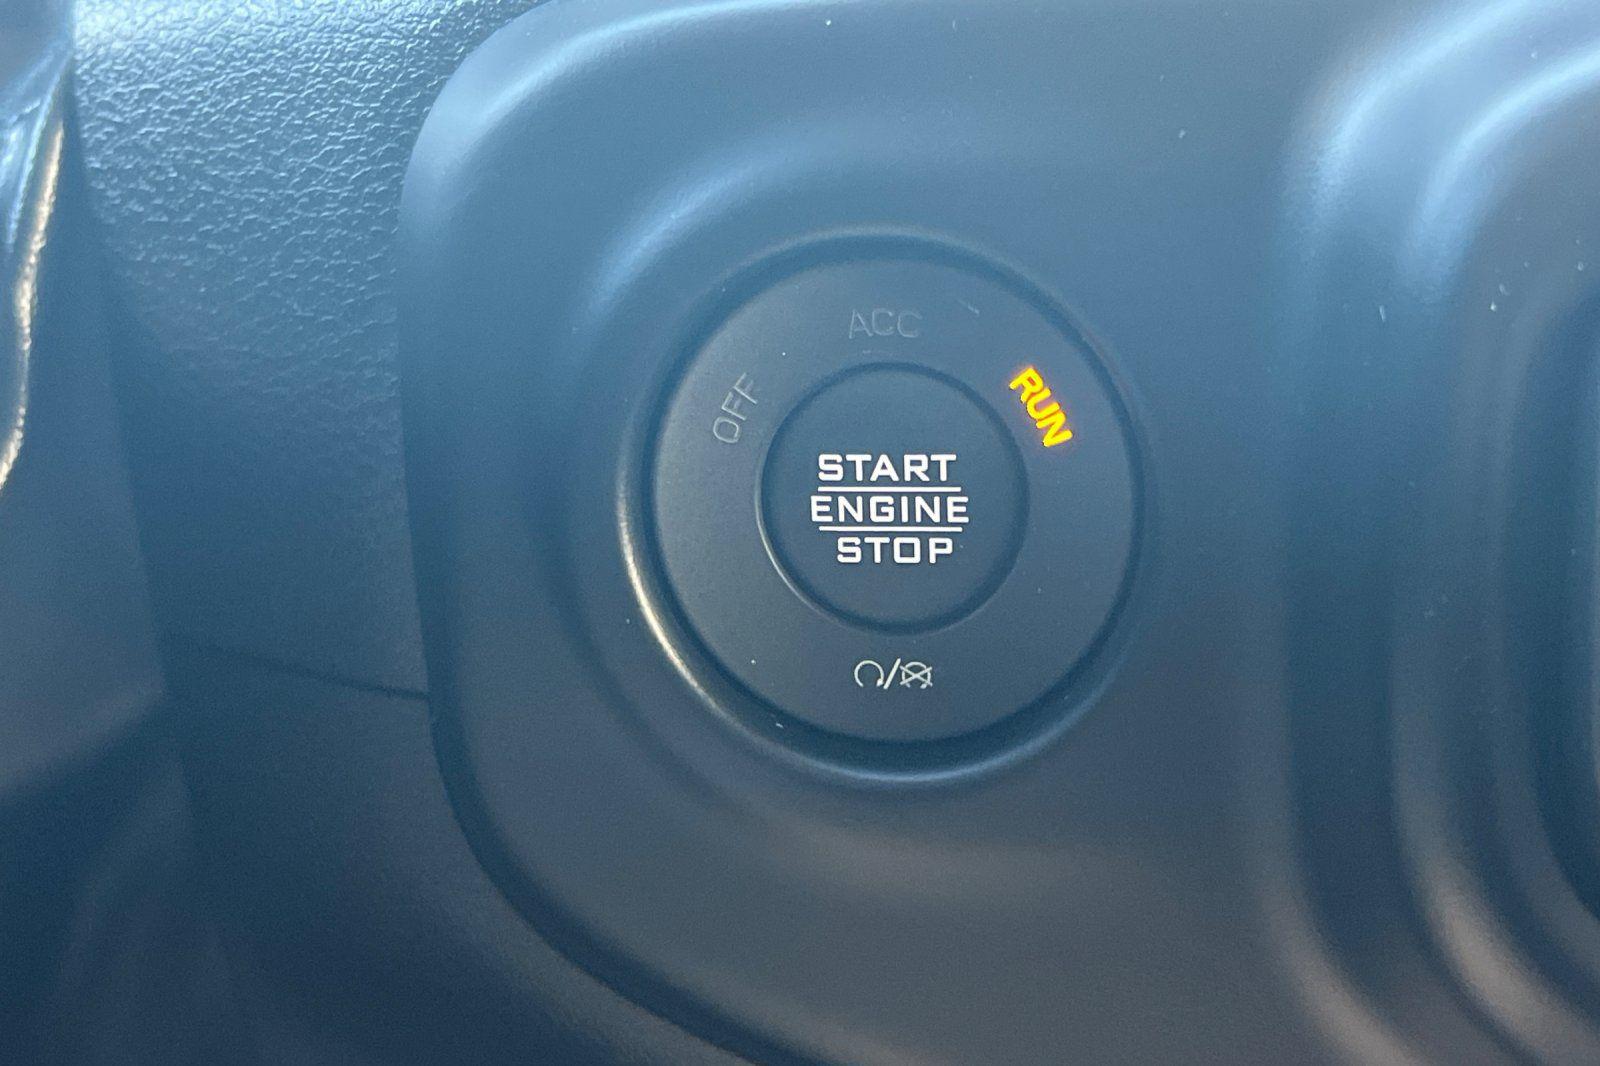 ACC
OFF
RUN
START
ENGINE
STOP